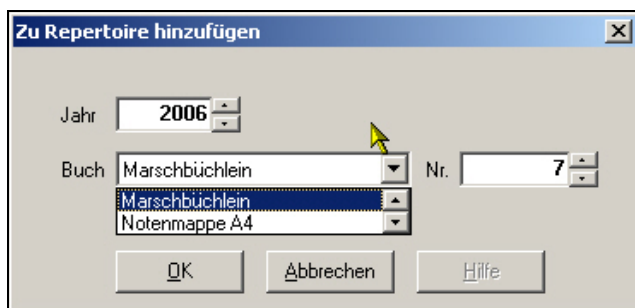 Zu Repertoire hinzufügen
Jahr 2006
Buch Marschbüchlein Nr. 7
Marschbüchlein
Notenmappe A4
OK Abbrechen Hilfe